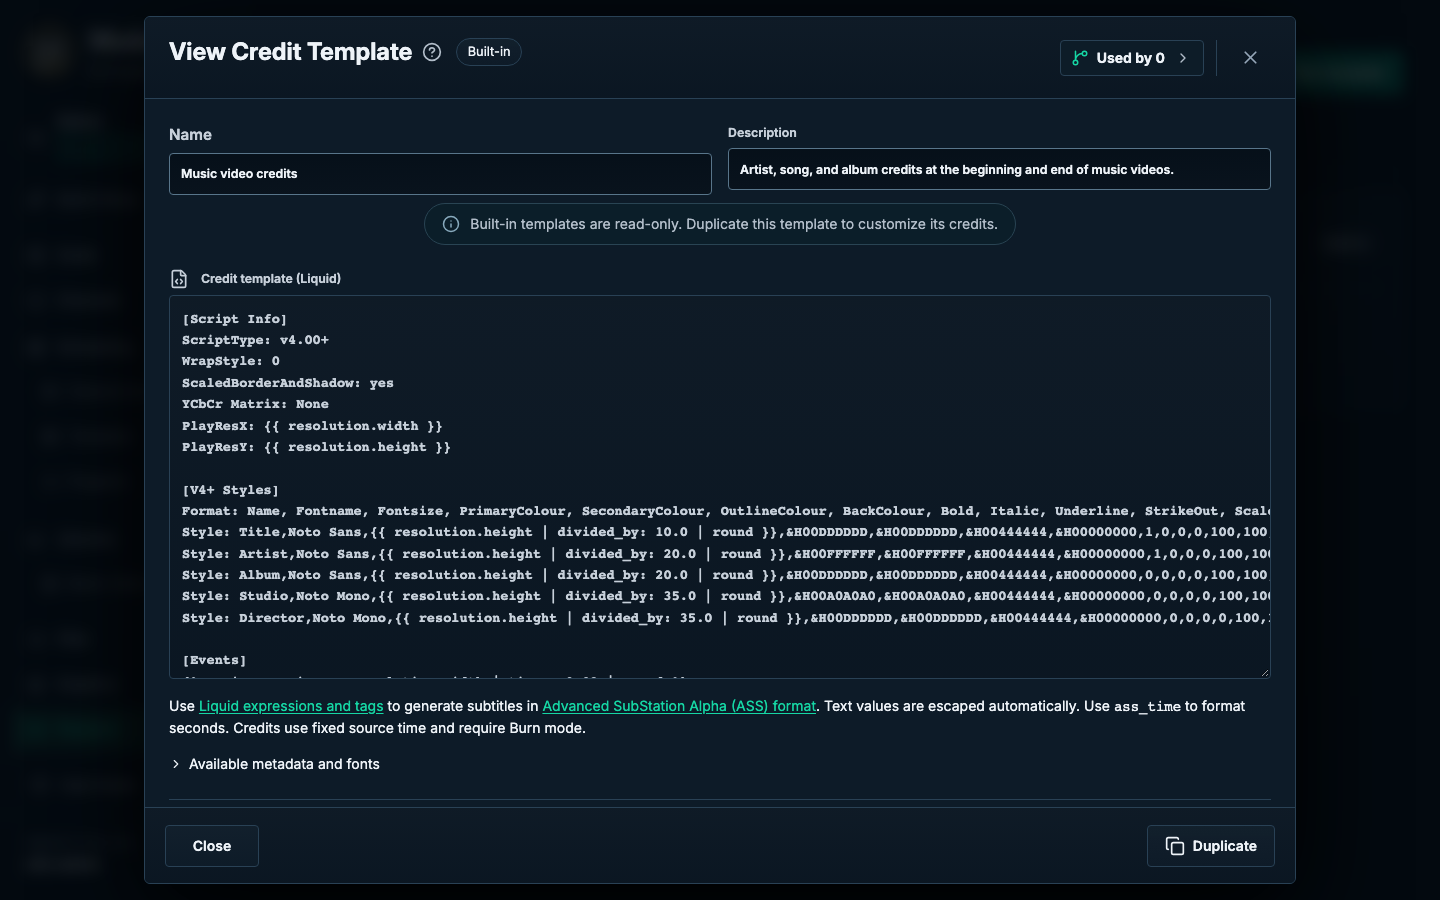 View Credit Template
Built-in
Used by 0
Name
Description
Music video credits
Artist, song, and album credits at the beginning and end of music videos.
Built-in templates are read-only. Duplicate this template to customize its credits.
Credit template (Liquid)
[Script Info]
ScriptType: v4.00+
WrapStyle: 0
ScaledBorderAndShadow: yes
YCbCr Matrix: None
PlayResX: {{ resolution.width }}
PlayResY: {{ resolution.height }}
[V4+ Styles]
Format: Name, Fontname, Fontsize, PrimaryColour, SecondaryColour, OutlineColour, BackColour, Bold, Italic, Underline, StrikeOut, Scale
Style: Title,Noto Sans,{{ resolution.height | divided_by: 10.0 | round }},&H00DDDDDD,&H00DDDDDD,&H00444444,&H00000000,1,0,0,0,100,100,
Style: Artist,Noto Sans,{{ resolution.height | divided_by: 20.0 | round }},&H00FFFFFF,&H00FFFFFF,&H00444444,&H00000000,1,0,0,0,100,100
Style: Album,Noto Sans,{{ resolution.height | divided_by: 20.0 | round }},&H00DDDDDD,&H00DDDDDD,&H00444444,&H00000000,0,0,0,0,100,100,
Style: Studio,Noto Mono,{{ resolution.height | divided_by: 35.0 | round }},&H00A0A0A0,&H00A0A0A0,&H00444444,&H00000000,0,0,0,0,100,100
Style: Director,Noto Mono,{{ resolution.height | divided_by: 35.0 | round }},&H00DDDDDD,&H00DDDDDD,&H00444444,&H00000000,0,0,0,0,100,
[Events]
Use Liquid expressions and tags to generate subtitles in Advanced SubStation Alpha (ASS) format. Text values are escaped automatically. Use ass_time to format
seconds. Credits use fixed source time and require Burn mode.
Available metadata and fonts
Close
Duplicate